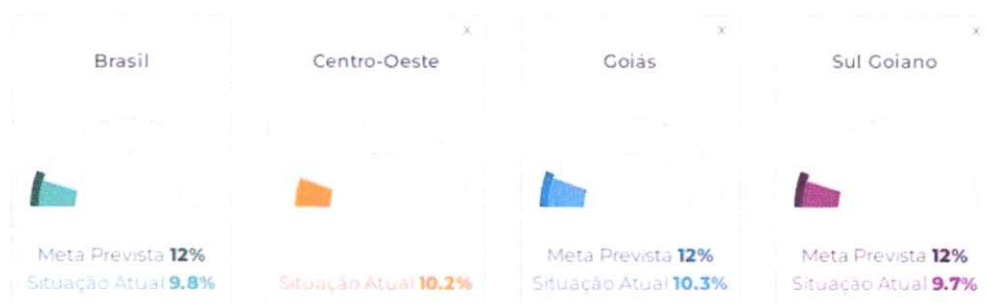 x
x
x
Brasil
Centro-Oeste
Goiás
Sul Goiano
Meta Prevista 12%
Situação Atual 9.8%
Situação Atual 10.2%
Meta Prevista 12%
Situação Atual 10.3%
Meta Prevista 12%
Situação Atual 9.7%